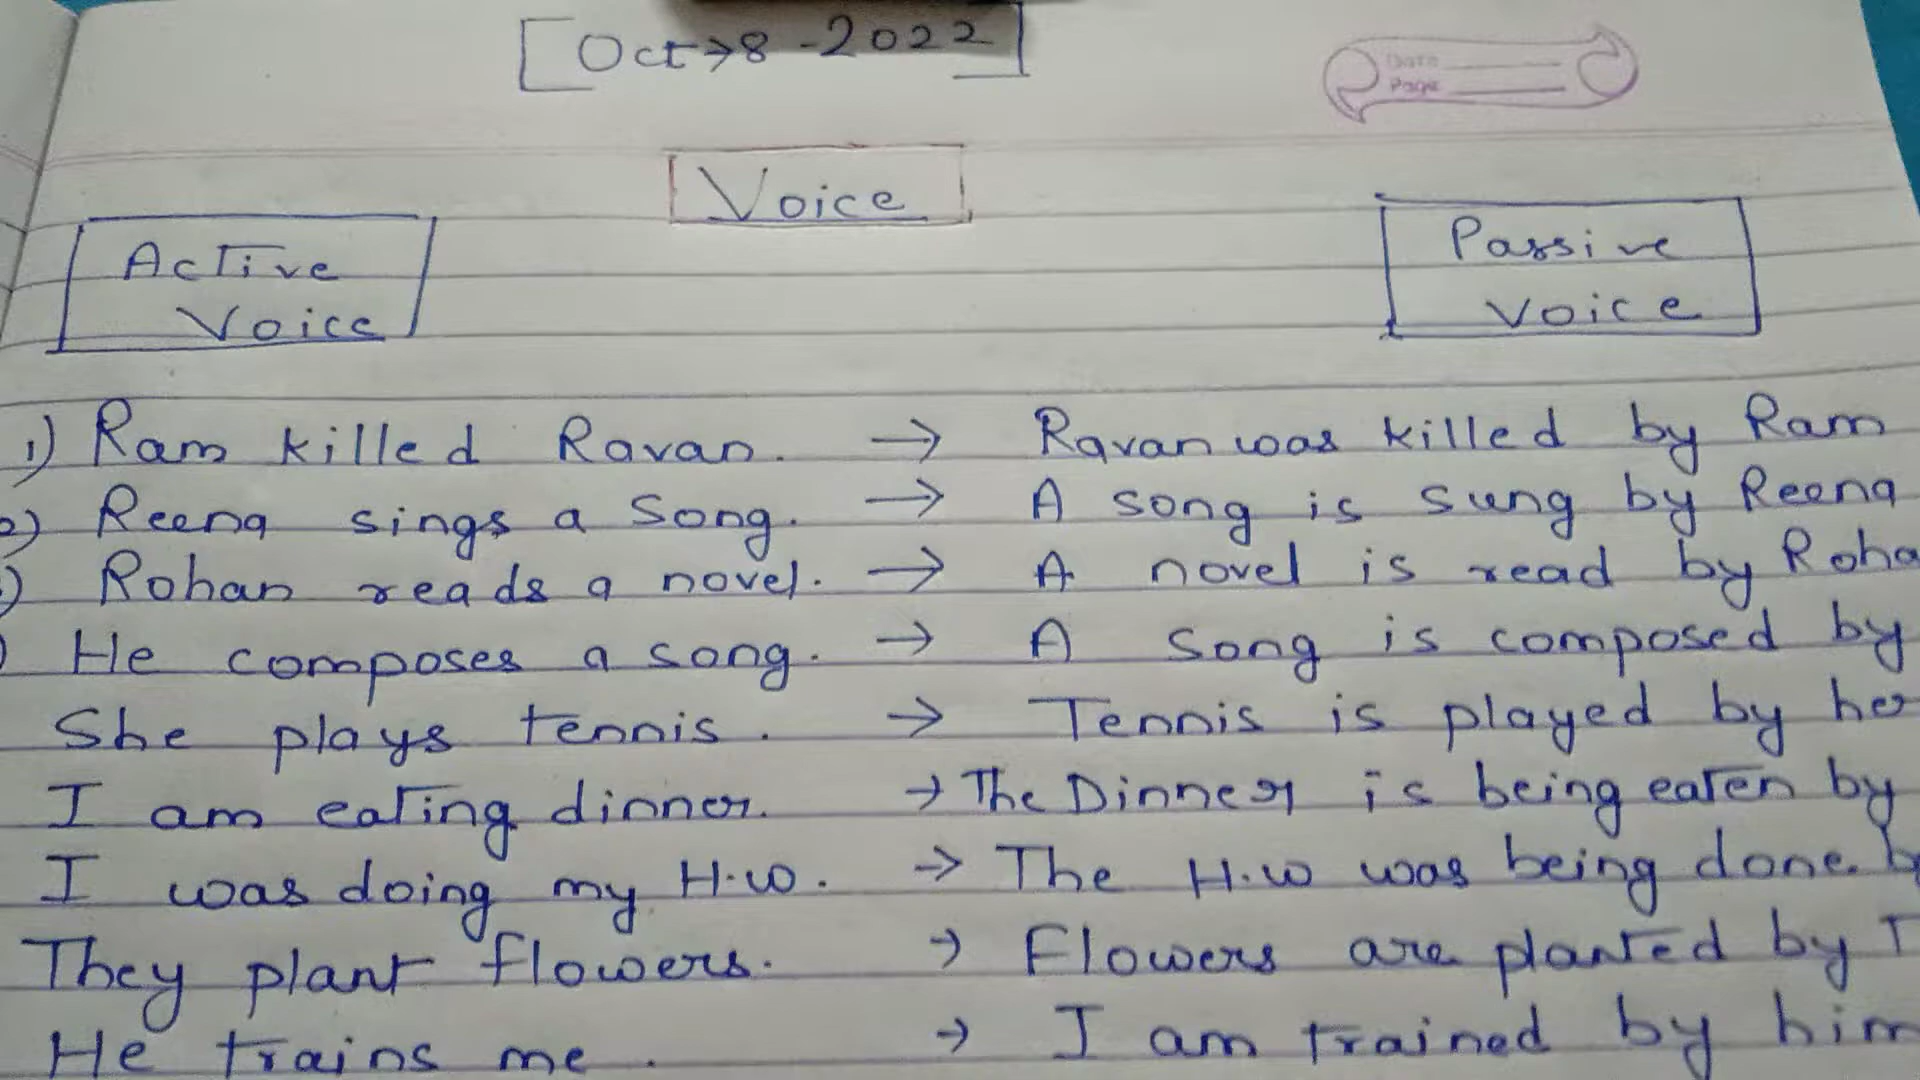 [Oct→8-2022]
Date
Page
Voice
Active Voice
Passive Voice
1) Ram killed Ravan. → Ravan was killed by Ram
2) Reena sings a Song. → A song is sung by Reena
) Rohan reads a novel. → A novel is read by Roha
) He composes a song. → A Song is composed by
She plays tennis. → Tennis is played by her
I am eating dinner. → The Dinner is being eaten by
I was doing my H.w. → The H.w was being done. b
They plant flowers. → Flowers are planted by T
He trains me. → I am trained by him